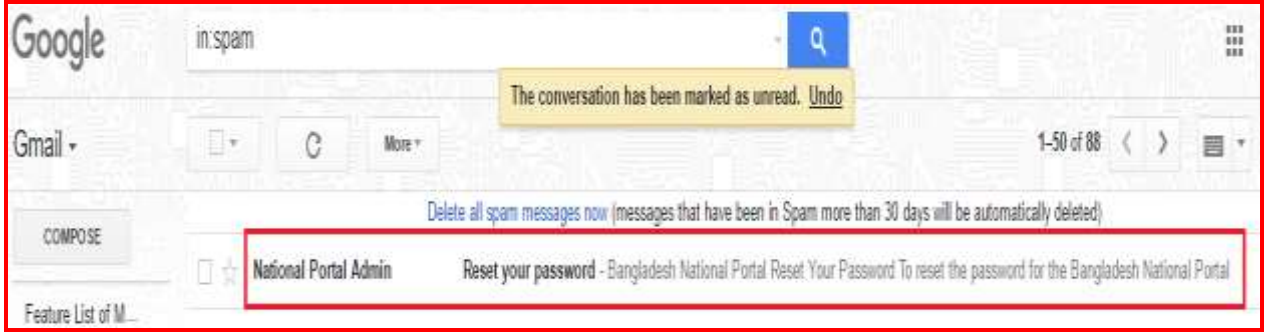 Google
in:spam
The conversation has been marked as unread. Undo
Gmail
More
1–50 of 88
Delete all spam messages now (messages that have been in Spam more than 30 days will be automatically deleted)
COMPOSE
National Portal Admin Reset your password - Bangladesh National Portal Reset Your Password To reset the password for the Bangladesh National Portal
Feature List of M...